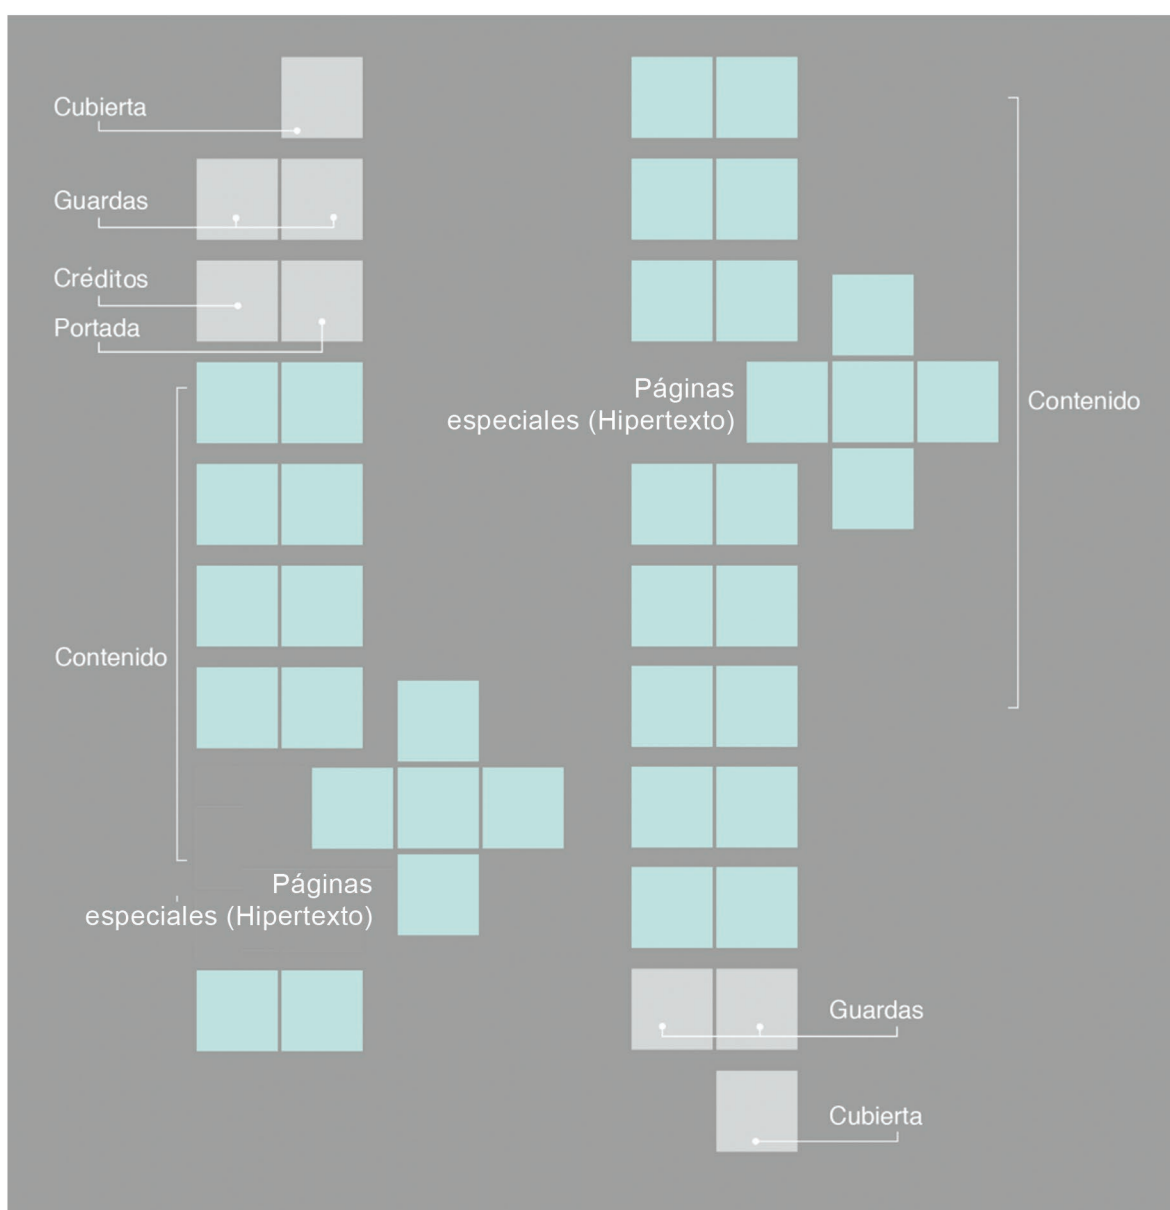 Cubierta
Guardas
Créditos
Portada
Contenido
Páginas
especiales (Hipertexto)
Páginas
especiales (Hipertexto)
Contenido
Guardas
Cubierta